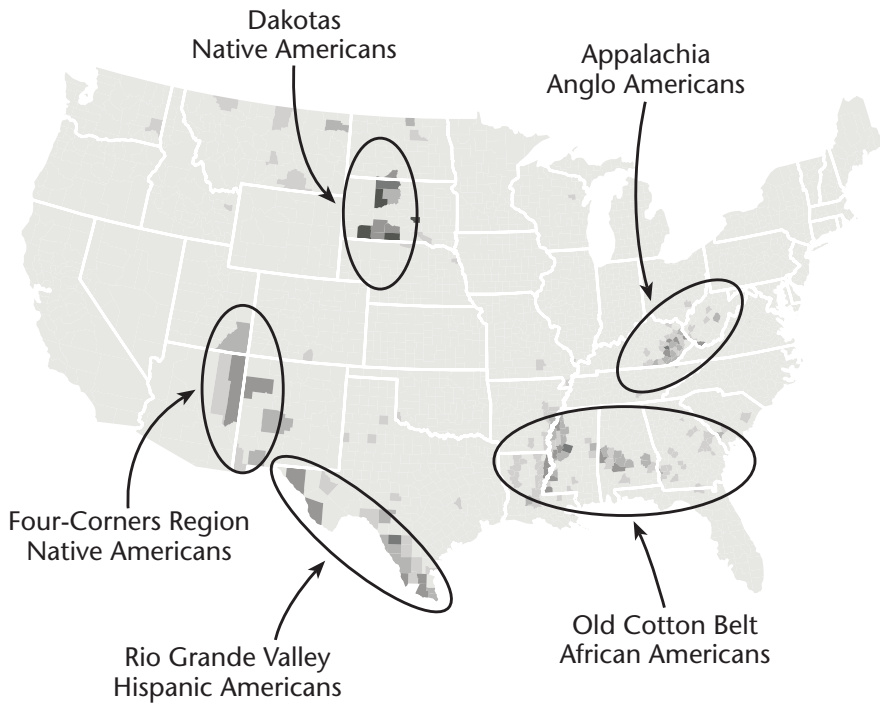 Dakotas
Native Americans
Appalachia
Anglo Americans
Four-Corners Region
Native Americans
Rio Grande Valley
Hispanic Americans
Old Cotton Belt
African Americans